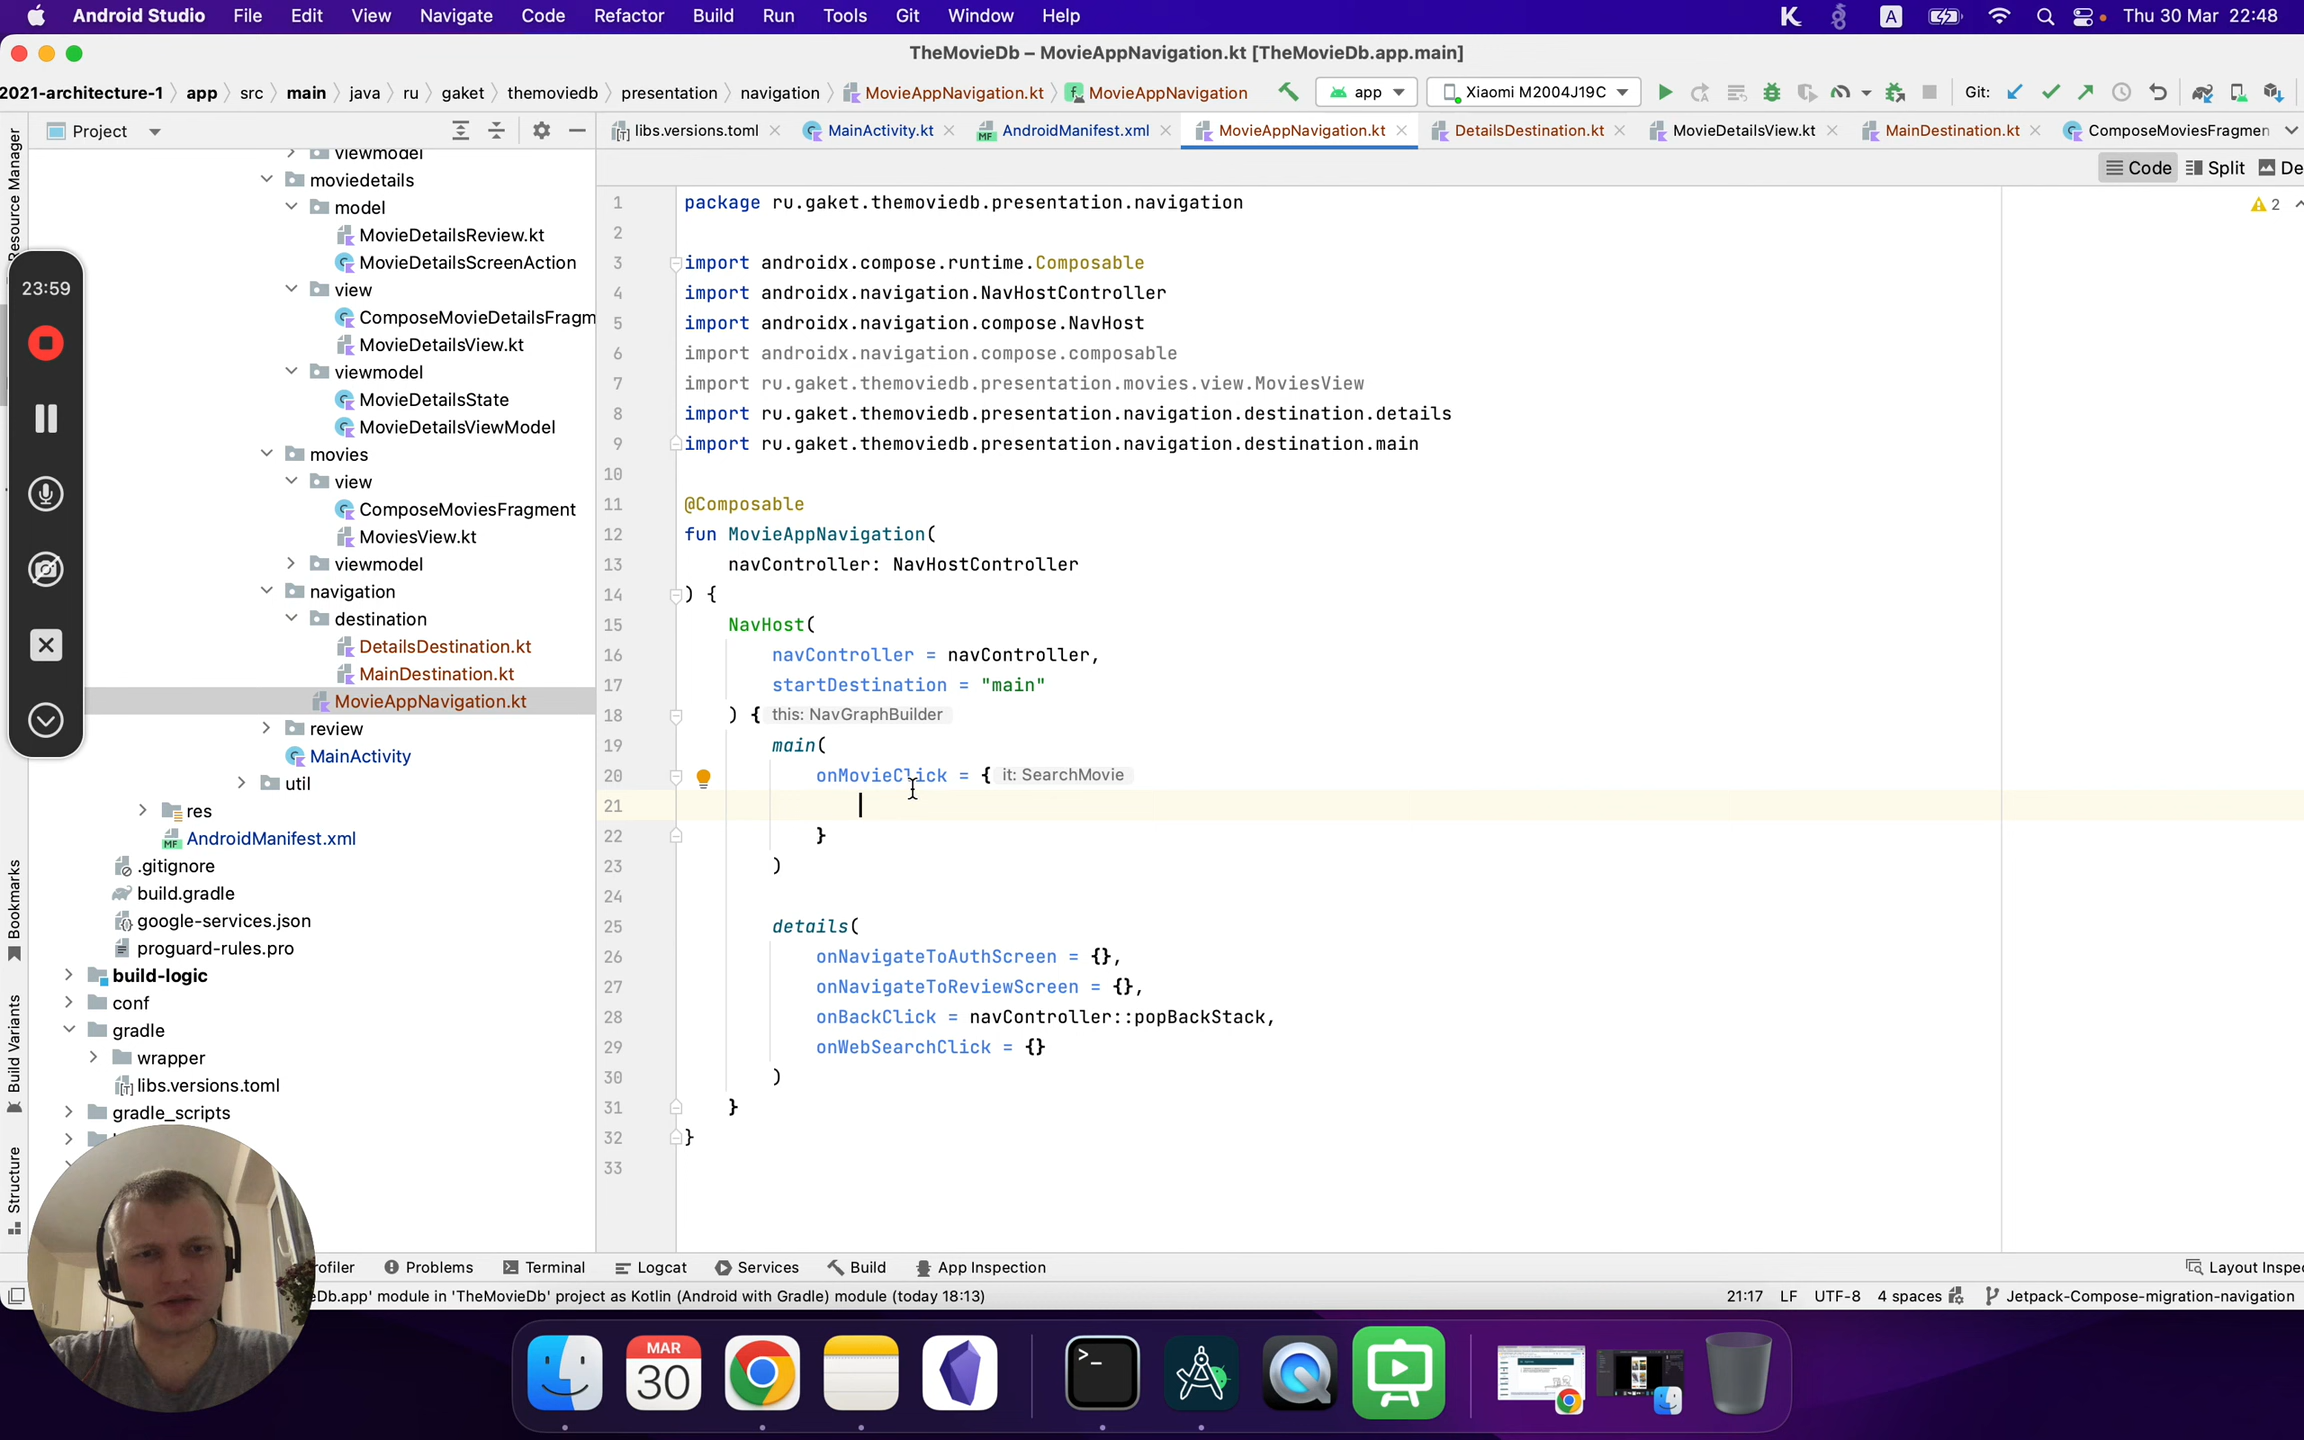 Android Studio File Edit View Navigate Code Refactor Build Run Tools Git Window Help A Thu 30 Mar 22:48
TheMovieDb – MovieAppNavigation.kt [TheMovieDb.app.main]
2021-architecture-1 app src main java ru gaket themoviedb presentation navigation MovieAppNavigation.kt MovieAppNavigation app Xiaomi M2004J19C Git:
Project
libs.versions.toml MainActivity.kt AndroidManifest.xml MovieAppNavigation.kt DetailsDestination.kt MovieDetailsView.kt MainDestination.kt ComposeMoviesFragmen
Code Split De
Resource Manager
Bookmarks
Build Variants
Structure
23:59
viewmodel
moviedetails
model
MovieDetailsReview.kt
MovieDetailsScreenAction
view
ComposeMovieDetailsFragm
MovieDetailsView.kt
viewmodel
MovieDetailsState
MovieDetailsViewModel
movies
view
ComposeMoviesFragment
MoviesView.kt
viewmodel
navigation
destination
DetailsDestination.kt
MainDestination.kt
MovieAppNavigation.kt
review
MainActivity
util
res
AndroidManifest.xml
.gitignore
build.gradle
google-services.json
proguard-rules.pro
build-logic
conf
gradle
wrapper
libs.versions.toml
gradle_scripts
2
1 package ru.gaket.themoviedb.presentation.navigation
2
3 import androidx.compose.runtime.Composable
4 import androidx.navigation.NavHostController
5 import androidx.navigation.compose.NavHost
6 import androidx.navigation.compose.composable
7 import ru.gaket.themoviedb.presentation.movies.view.MoviesView
8 import ru.gaket.themoviedb.presentation.navigation.destination.details
9 import ru.gaket.themoviedb.presentation.navigation.destination.main
10
11 @Composable
12 fun MovieAppNavigation(
13 navController: NavHostController
14 ) {
15 NavHost(
16 navController = navController,
17 startDestination = "main"
18 ) { this: NavGraphBuilder
19 main(
20 onMovieClick = { it: SearchMovie
21
22 }
23 )
24
25 details(
26 onNavigateToAuthScreen = {},
27 onNavigateToReviewScreen = {},
28 onBackClick = navController::popBackStack,
29 onWebSearchClick = {}
30 )
31 }
32 }
33
rofiler Problems Terminal Logcat Services Build App Inspection Layout Inspe
eDb.app' module in 'TheMovieDb' project as Kotlin (Android with Gradle) module (today 18:13) 21:17 LF UTF-8 4 spaces Jetpack-Compose-migration-navigation
MAR
30